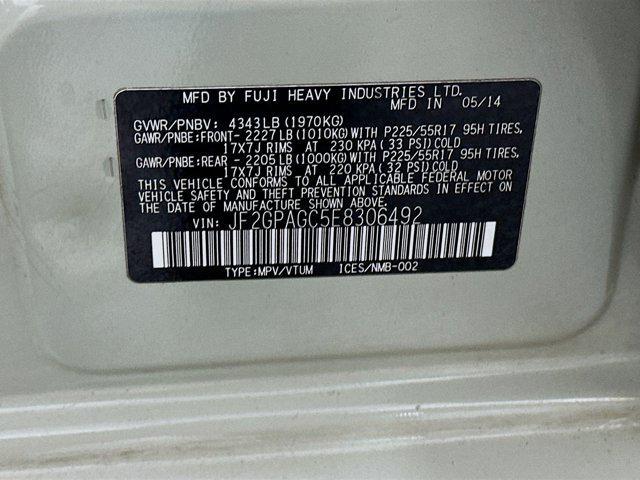 MFD BY FUJI HEAVY INDUSTRIES LTD.
MFD IN 05/14
GVWR/PNBV: 4343LB (1970KG)
GAWR/PNBE:FRONT- 2227LB (1010KG) WITH P225/55R17 95H TIRES,
17X7J RIMS AT 230 KPA (33 PSI) COLD
GAWR/PNBE:REAR - 2205LB (1000KG) WITH P225/55R17 95H TIRES,
17X7J RIMS AT 220 KPA (32 PSI) COLD
THIS VEHICLE CONFORMS TO ALL APPLICABLE FEDERAL MOTOR
VEHICLE SAFETY AND THEFT PREVENTION STANDARDS IN EFFECT
ON THE DATE OF MANUFACTURE SHOWN ABOVE.
VIN: JF2GPAGC5E8306492
TYPE:MPV/VTUM ICES/NMB-002